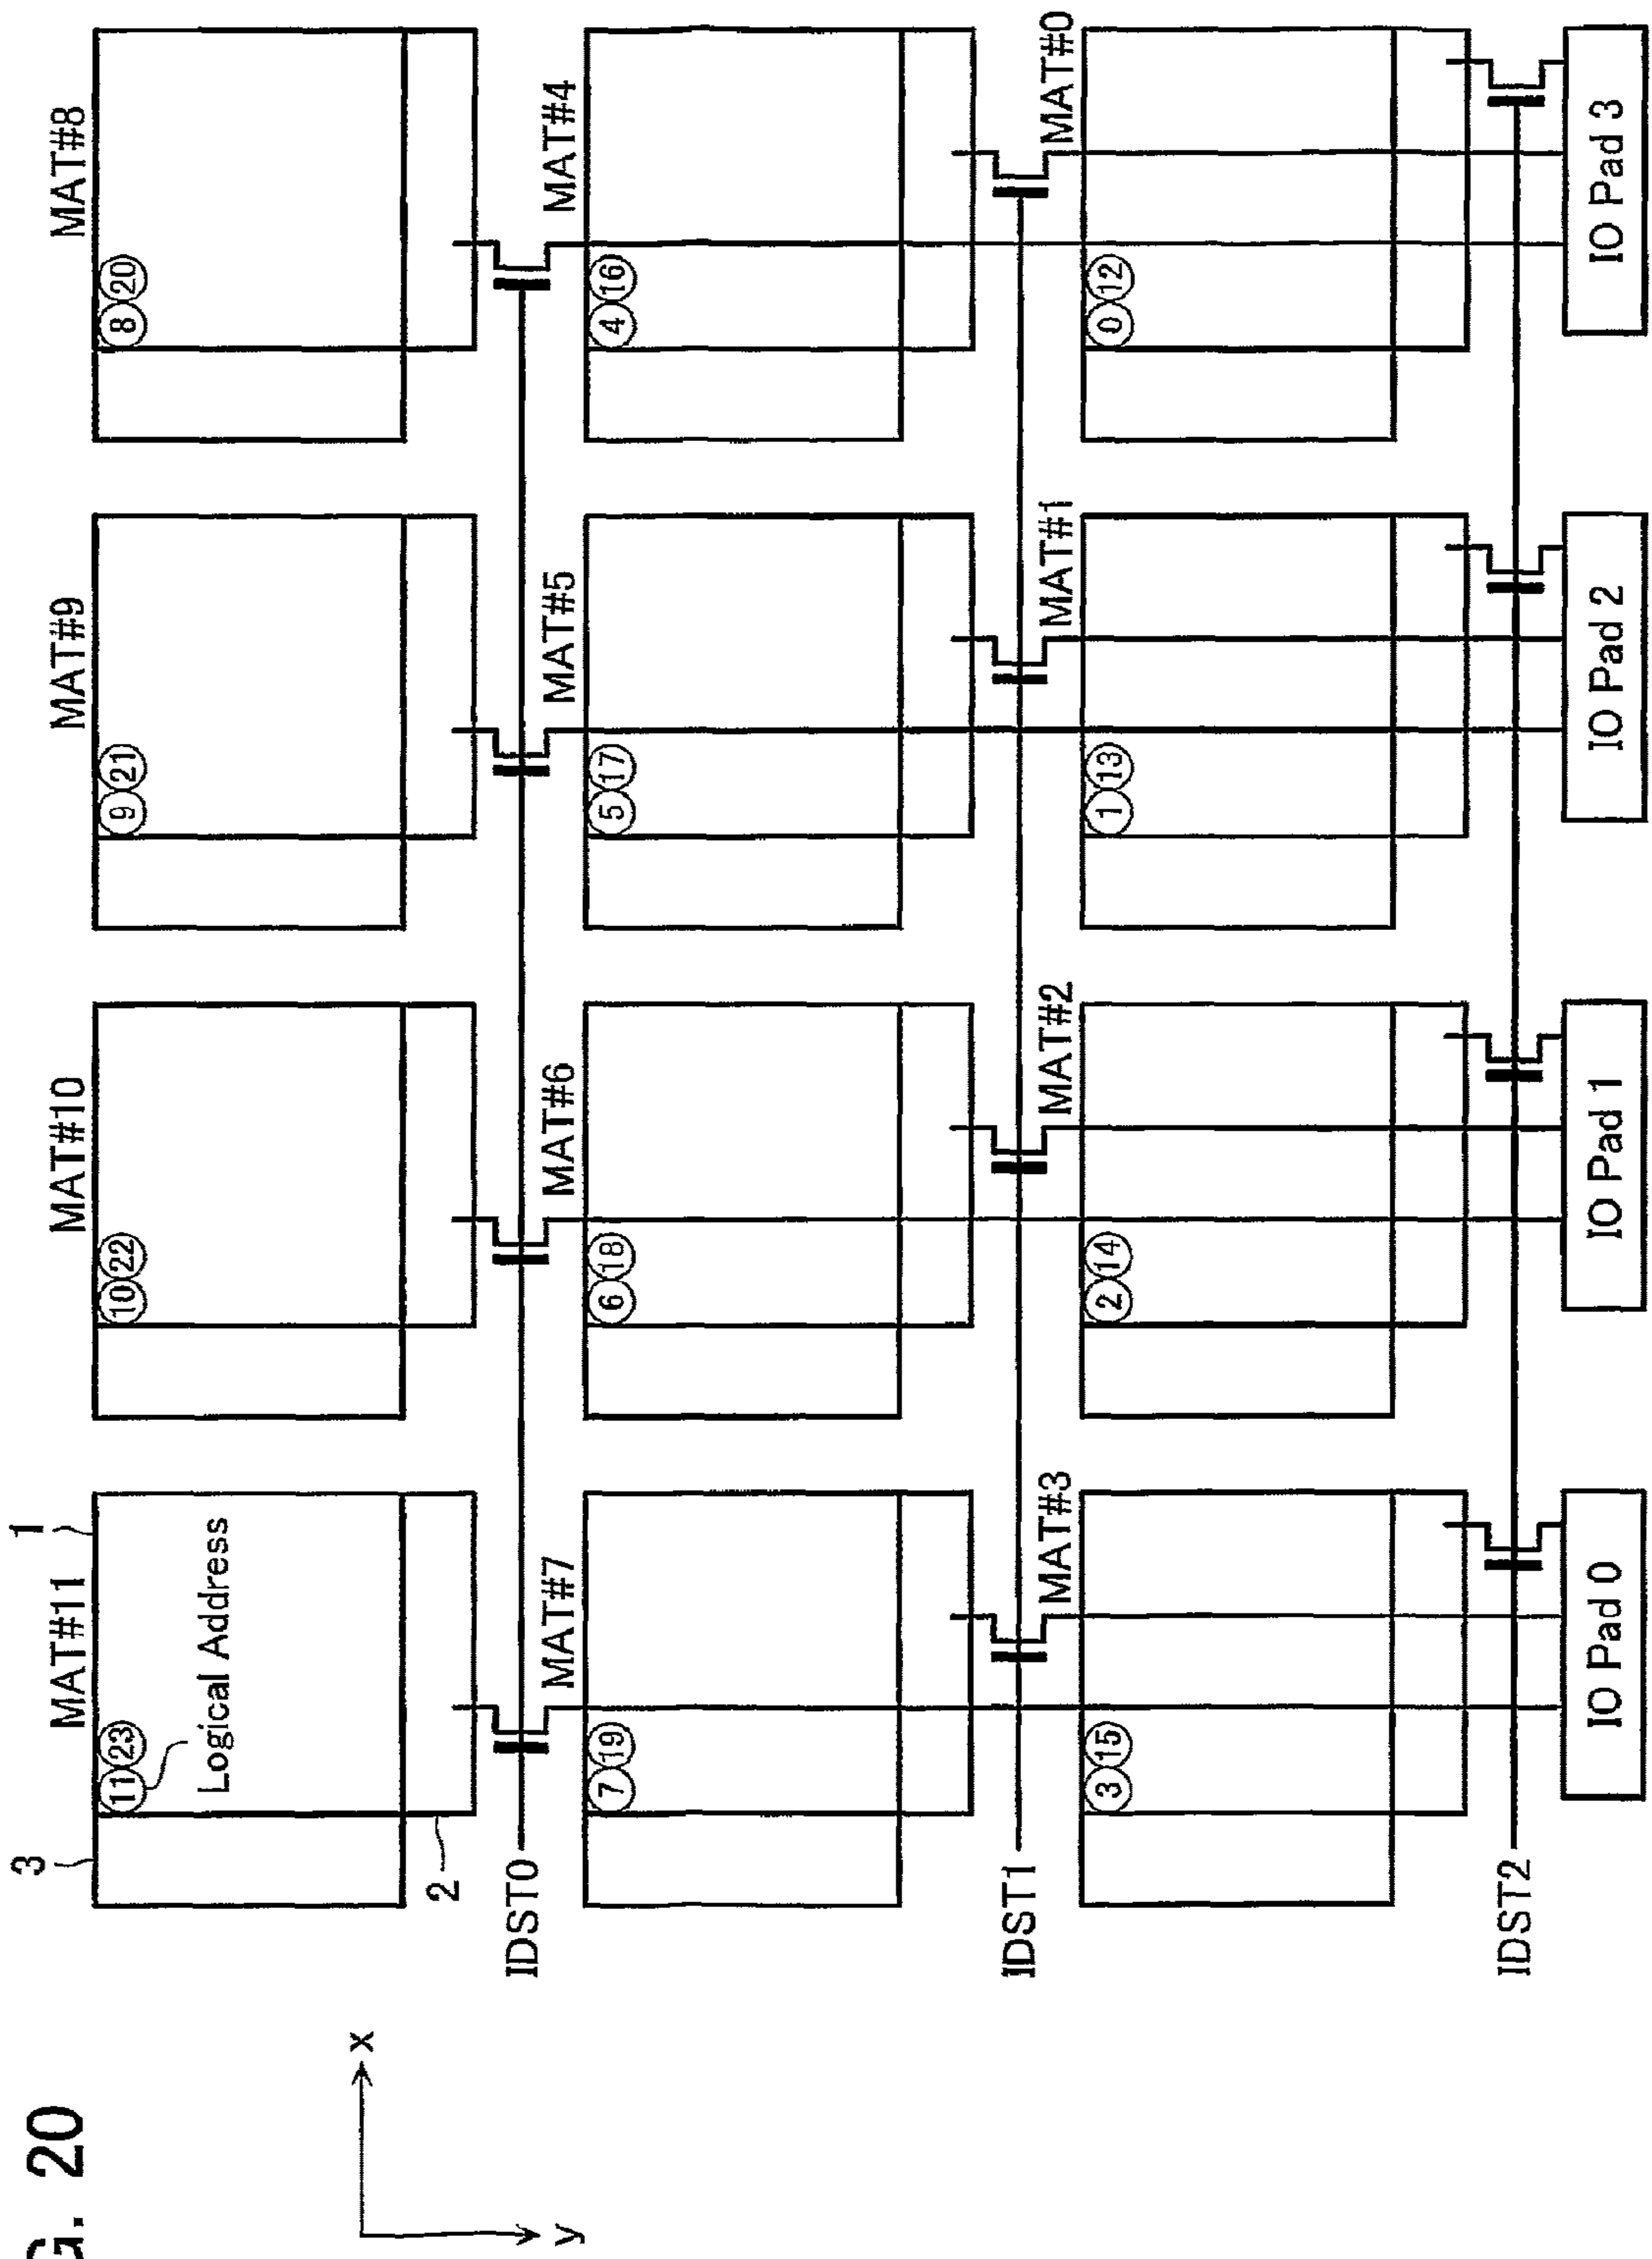 G. 20
3 1
MAT#11 MAT#10 MAT#9 MAT#8
11 23 10 22 9 21 8 20
Logical Address
x
2
y
IDST0
MAT#7 MAT#6 MAT#5 MAT#4
7 19 6 18 5 17 4 16
IDST1
MAT#3 MAT#2 MAT#1 MAT#0
3 15 2 14 1 13 0 12
IDST2
IO Pad 0 IO Pad 1 IO Pad 2 IO Pad 3